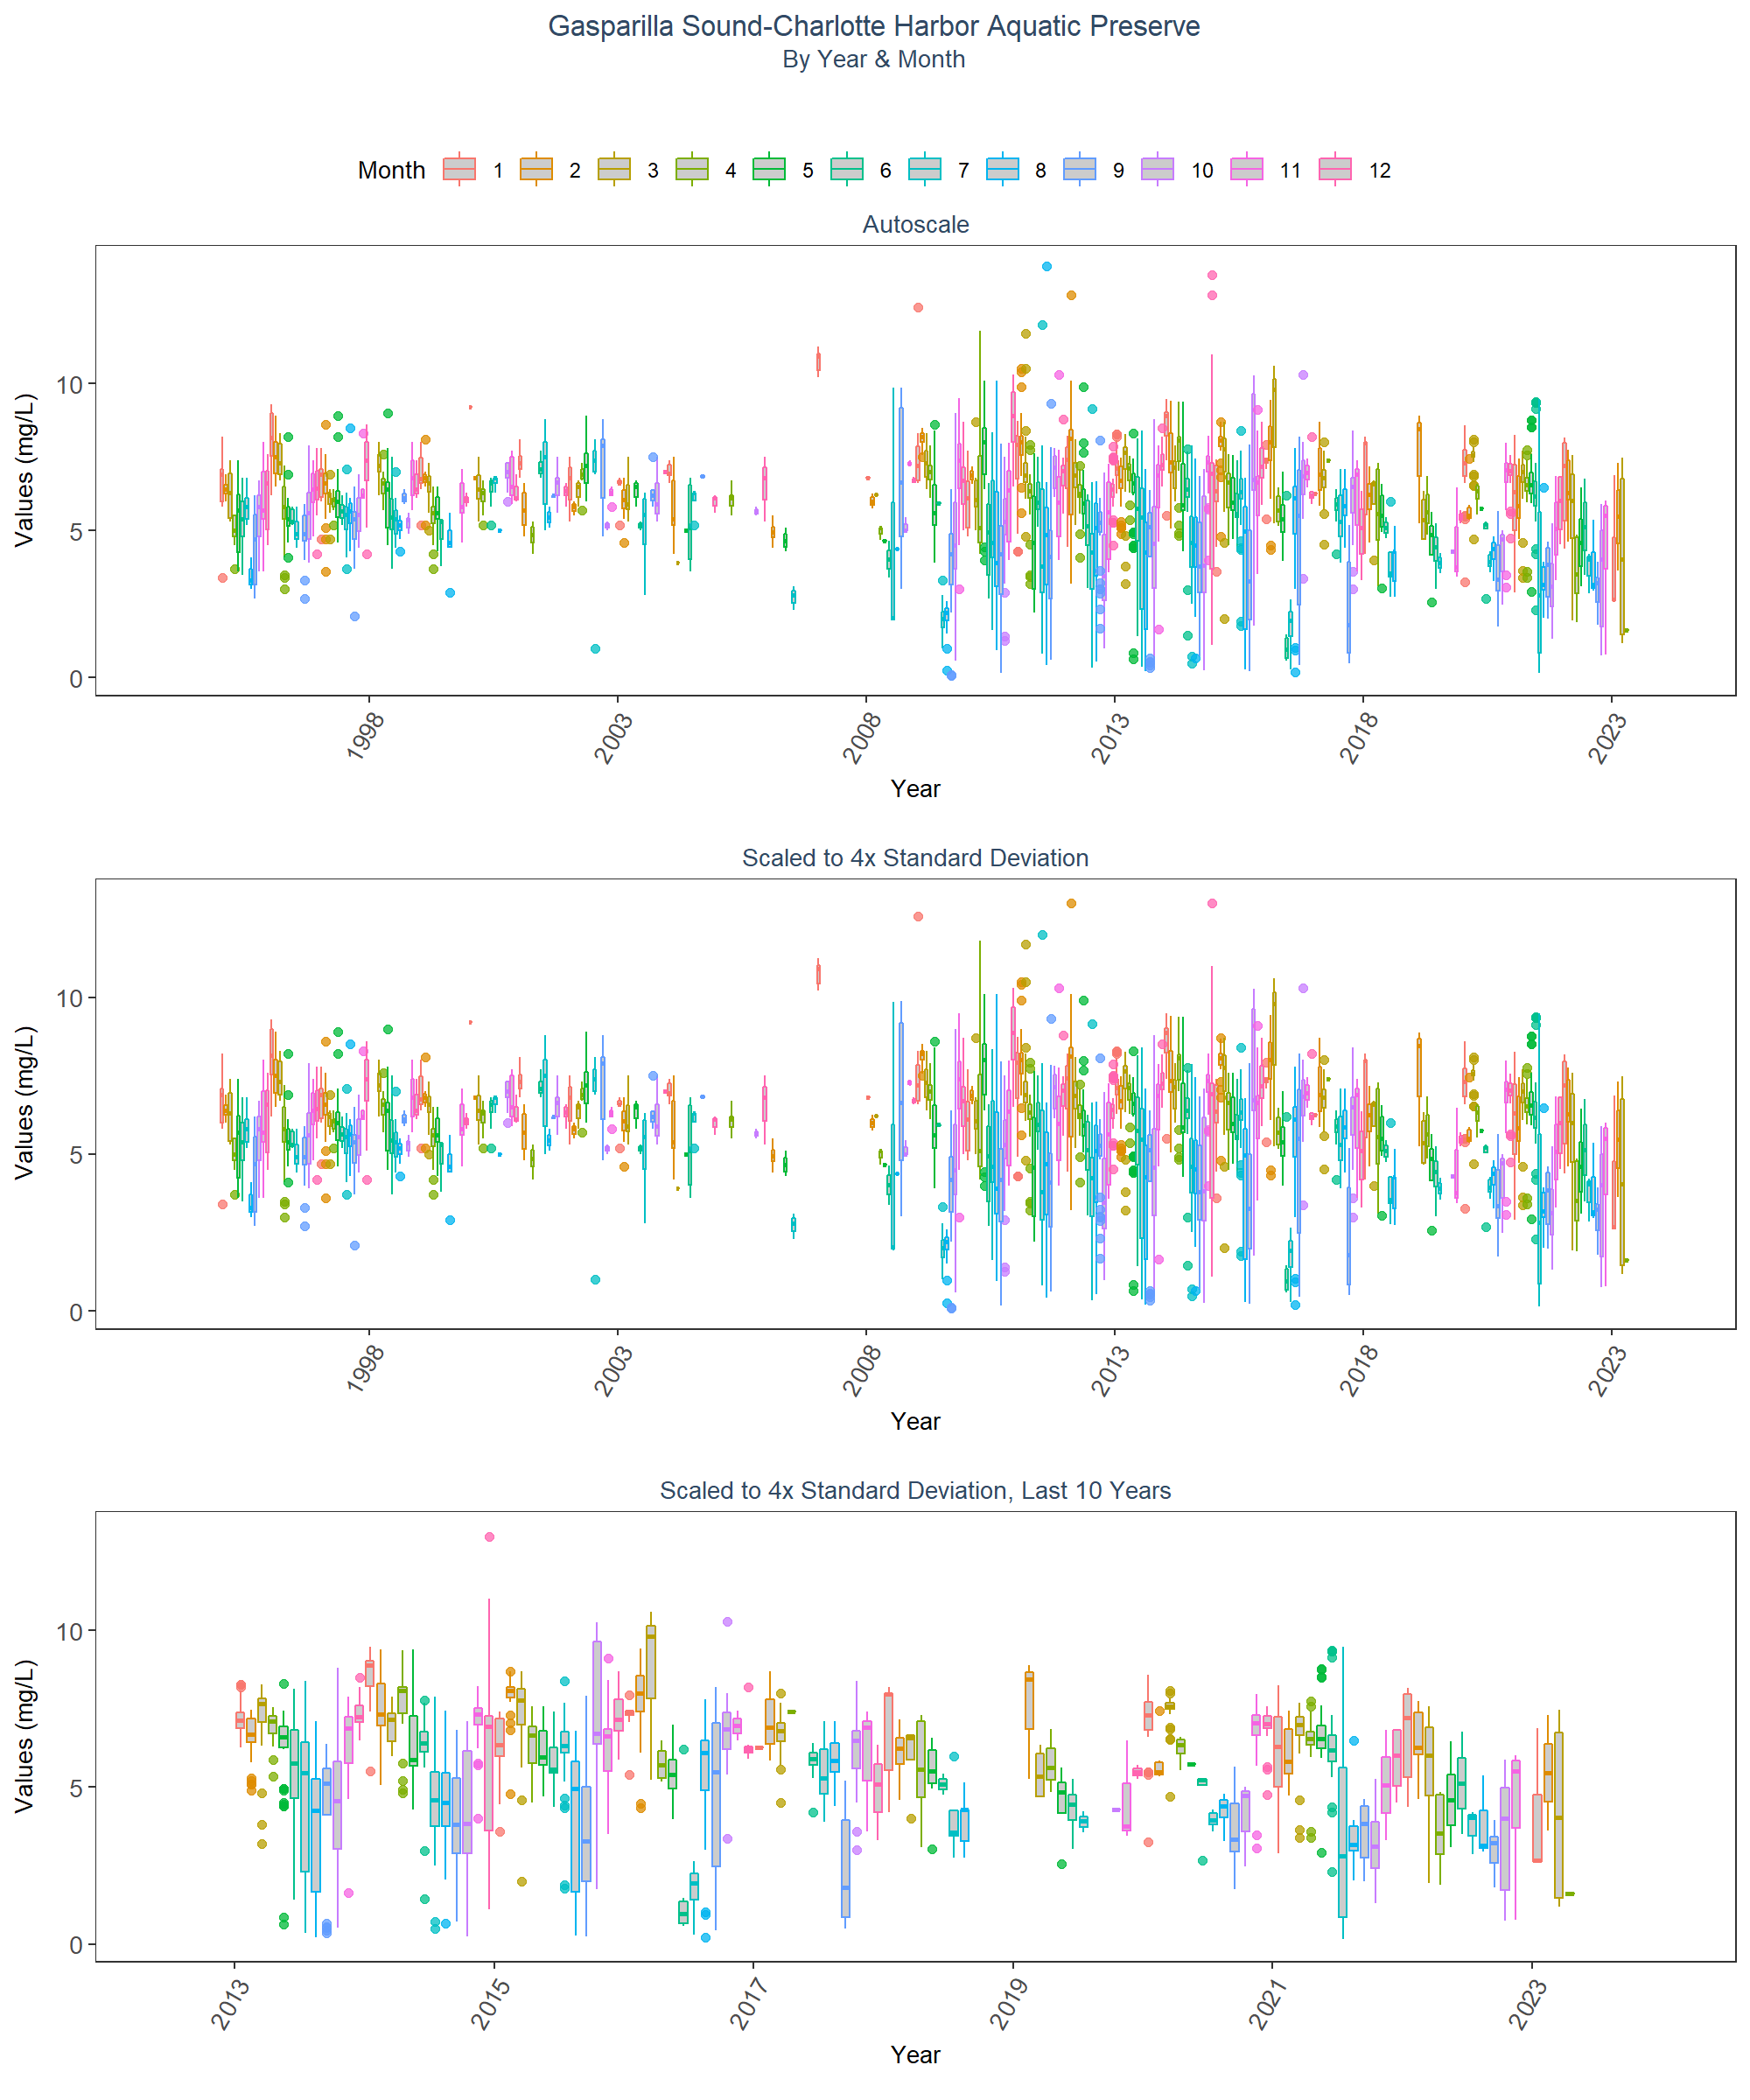 Gasparilla Sound-Charlotte Harbor Aquatic Preserve
By Year & Month
Month 1 2 3 4 5 6 7 8 9 10 11 12
Autoscale
Values (mg/L)
10
5
0
1998 2003 2008 2013 2018 2023
Year
Scaled to 4x Standard Deviation
Values (mg/L)
10
5
0
1998 2003 2008 2013 2018 2023
Year
Scaled to 4x Standard Deviation, Last 10 Years
Values (mg/L)
10
5
0
2013 2015 2017 2019 2021 2023
Year